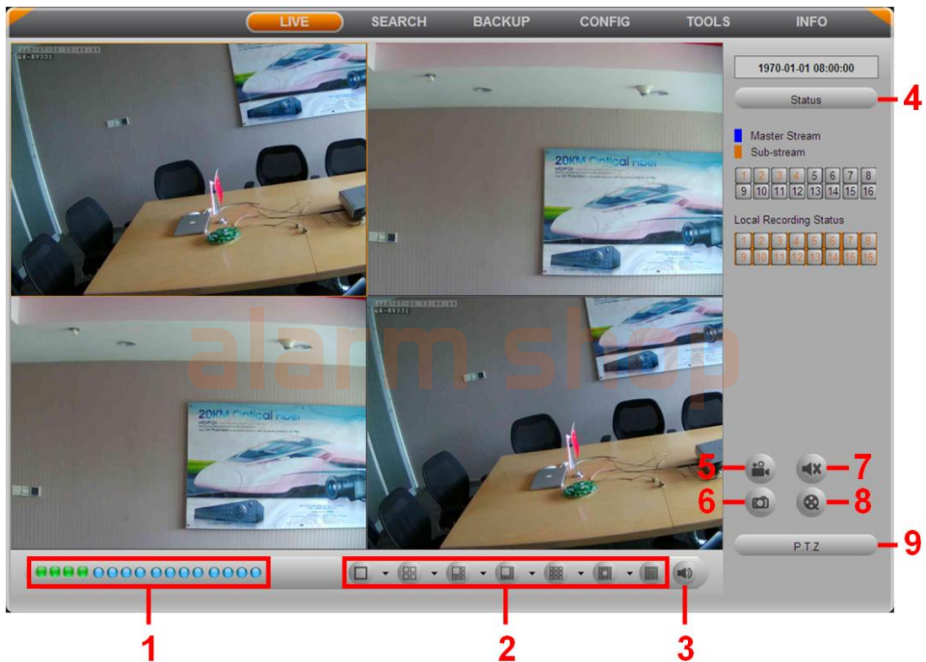 LIVE SEARCH BACKUP CONFIG TOOLS INFO
1970-01-01 08:00:00
Status
4
Master Stream
Sub-stream
1 2 3 4 5 6 7 8
9 10 11 12 13 14 15 16
Local Recording Status
1 2 3 4 5 6 7 8
9 10 11 12 13 14 15 16
20KM Optical Fiber
alarm shop
20KM Optical Fiber
5 7
6 8
P.T.Z
9
1 2 3